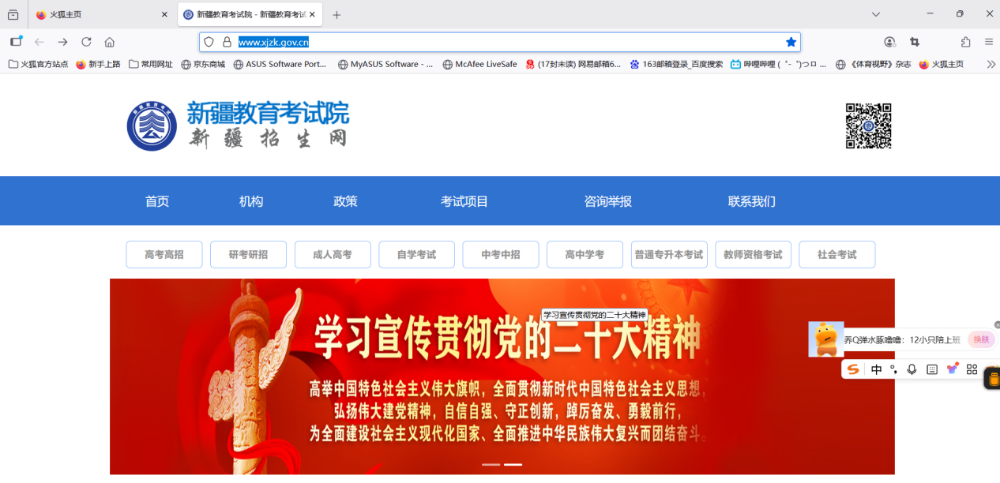 火狐主页
新疆教育考试院 - 新疆教育考试
www.xjzk.gov.cn
火狐官方站点 新手上路 常用网址 京东商城 ASUS Software Port... MyASUS Software - ... McAfee LiveSafe (17封未读) 网易邮箱6... 163邮箱登录_百度搜索 哔哩哔哩 ( ゜- ゜)つロ ... 《体育视野》杂志 火狐主页
新疆教育考试院
新疆招生网
首页 机构 政策 考试项目 咨询举报 联系我们
高考高招 研考研招 成人高考 自学考试 中考中招 高中学考 普通专升本考试 教师资格考试 社会考试
学习宣传贯彻党的二十大精神
学习宣传贯彻党的二十大精神
养Q弹水豚噜噜：12小只陪上班 换肤
中
高举中国特色社会主义伟大旗帜，全面贯彻新时代中国特色社会主义思想，
弘扬伟大建党精神，自信自强、守正创新，踔厉奋发、勇毅前行，
为全面建设社会主义现代化国家、全面推进中华民族伟大复兴而团结奋斗。